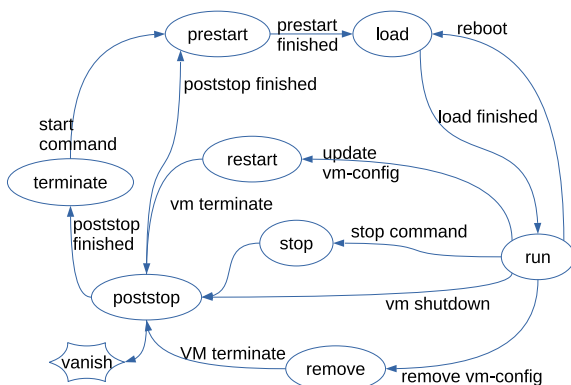 prestart
prestart
finished
load
reboot
poststop finished
load finished
start
command
restart
update
vm-config
terminate
vm terminate
poststop
finished
stop
stop command
run
poststop
vm shutdown
vanish
VM terminate
remove
remove vm-config